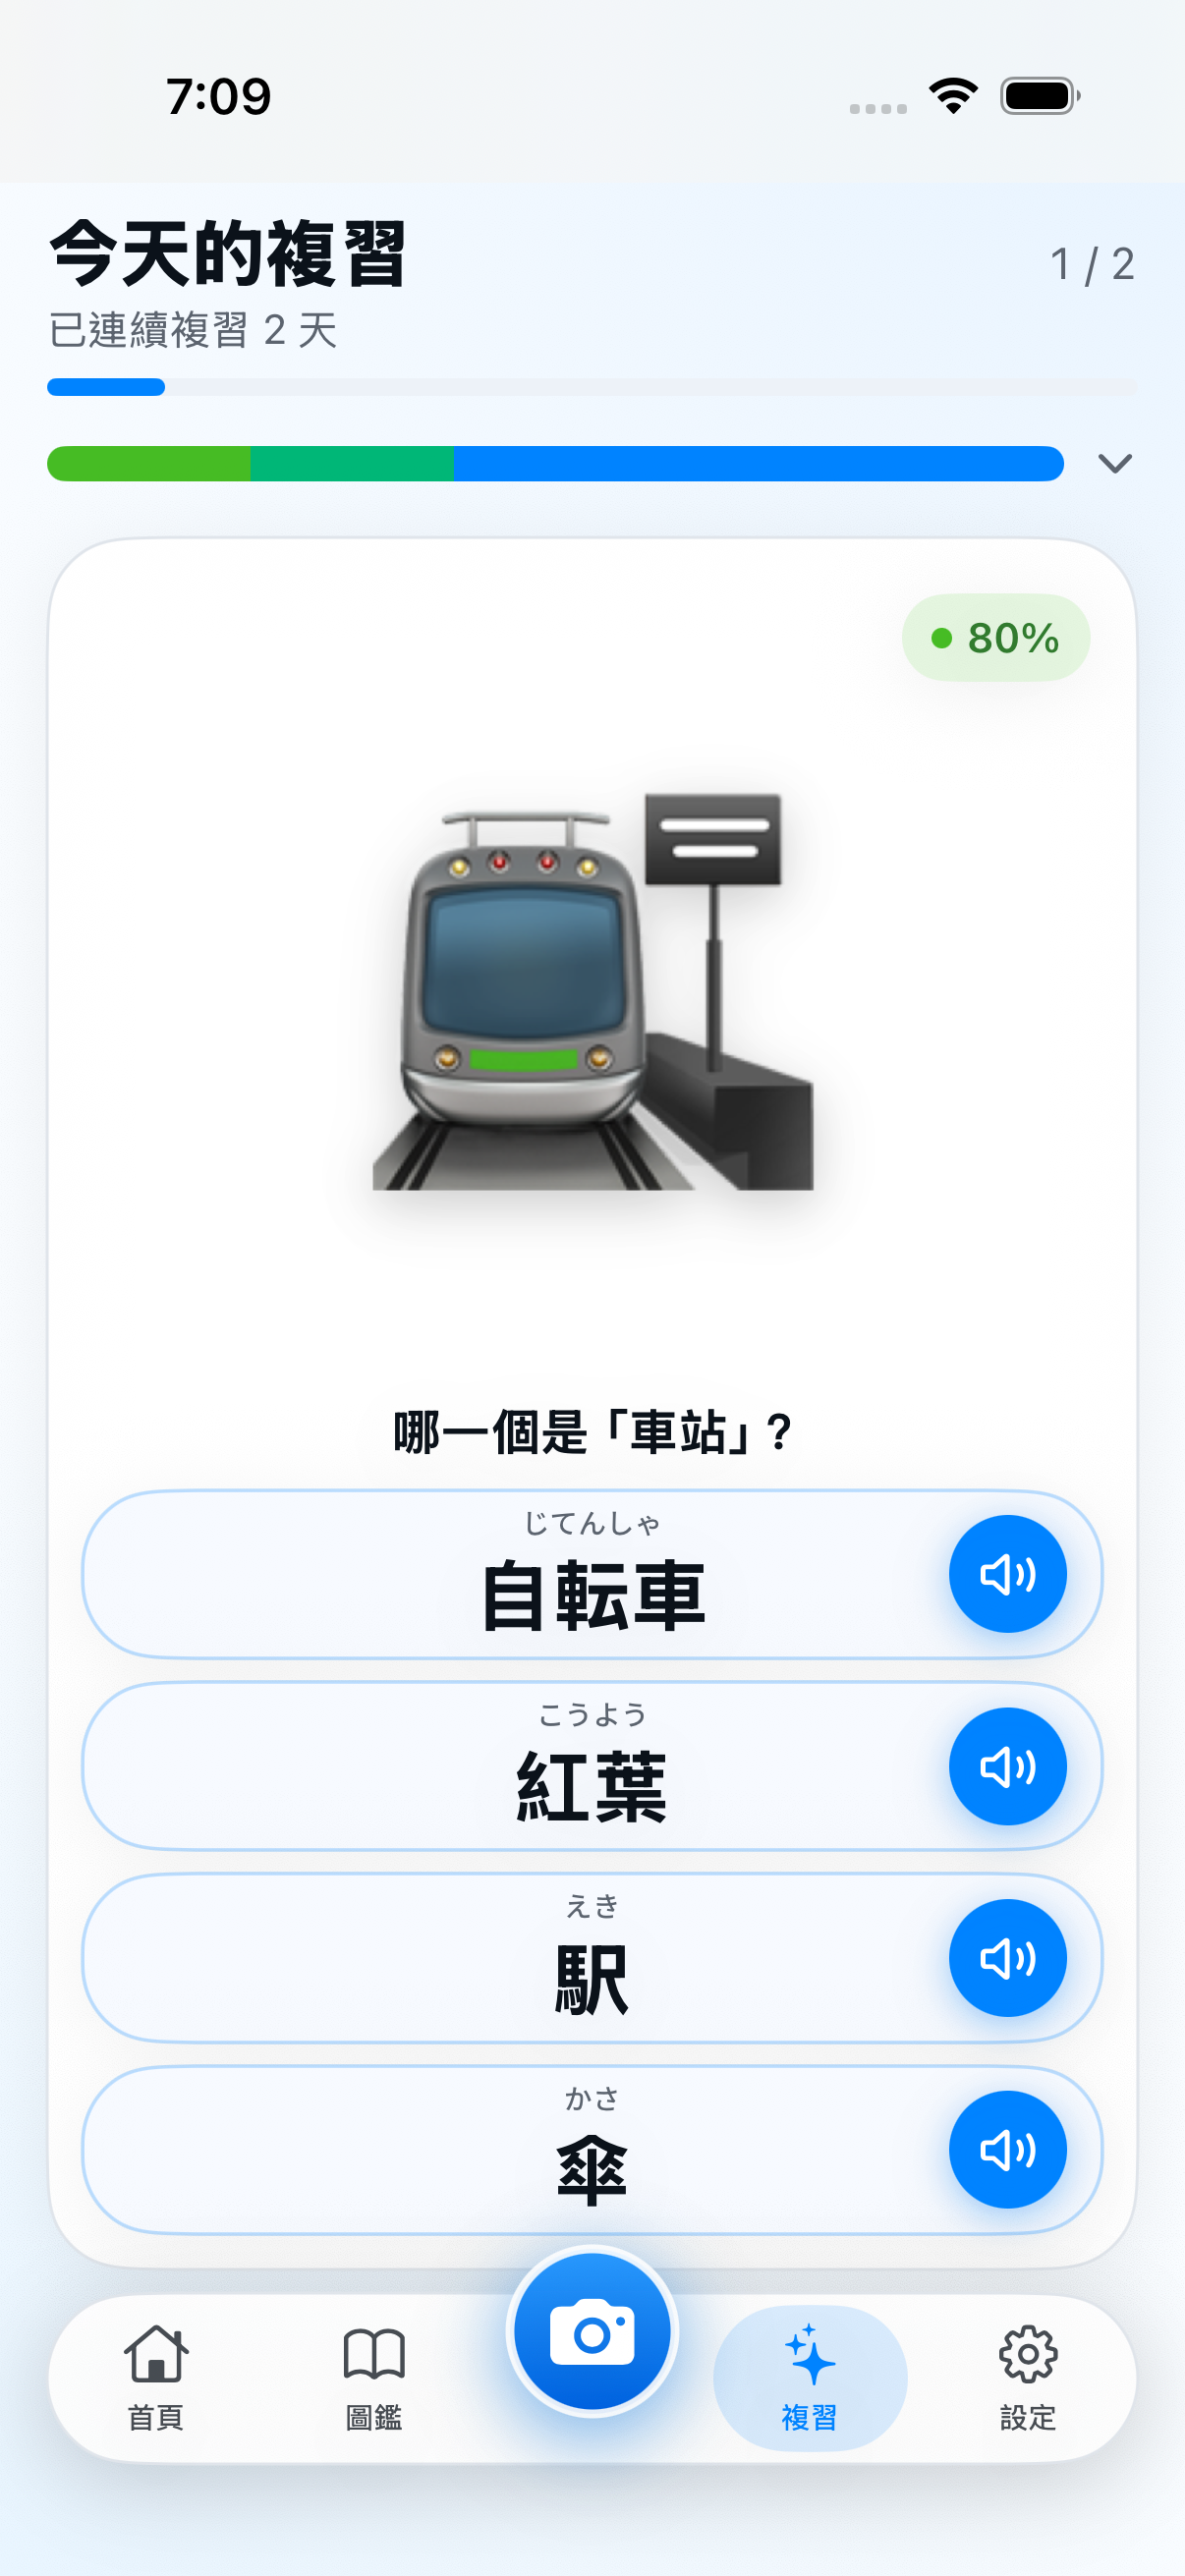 7:09
今天的複習
1 / 2
已連續複習 2 天
80%
哪一個是「車站」?
じてんしゃ
自転車
こうよう
紅葉
えき
駅
かさ
傘
首頁
圖鑑
複習
設定